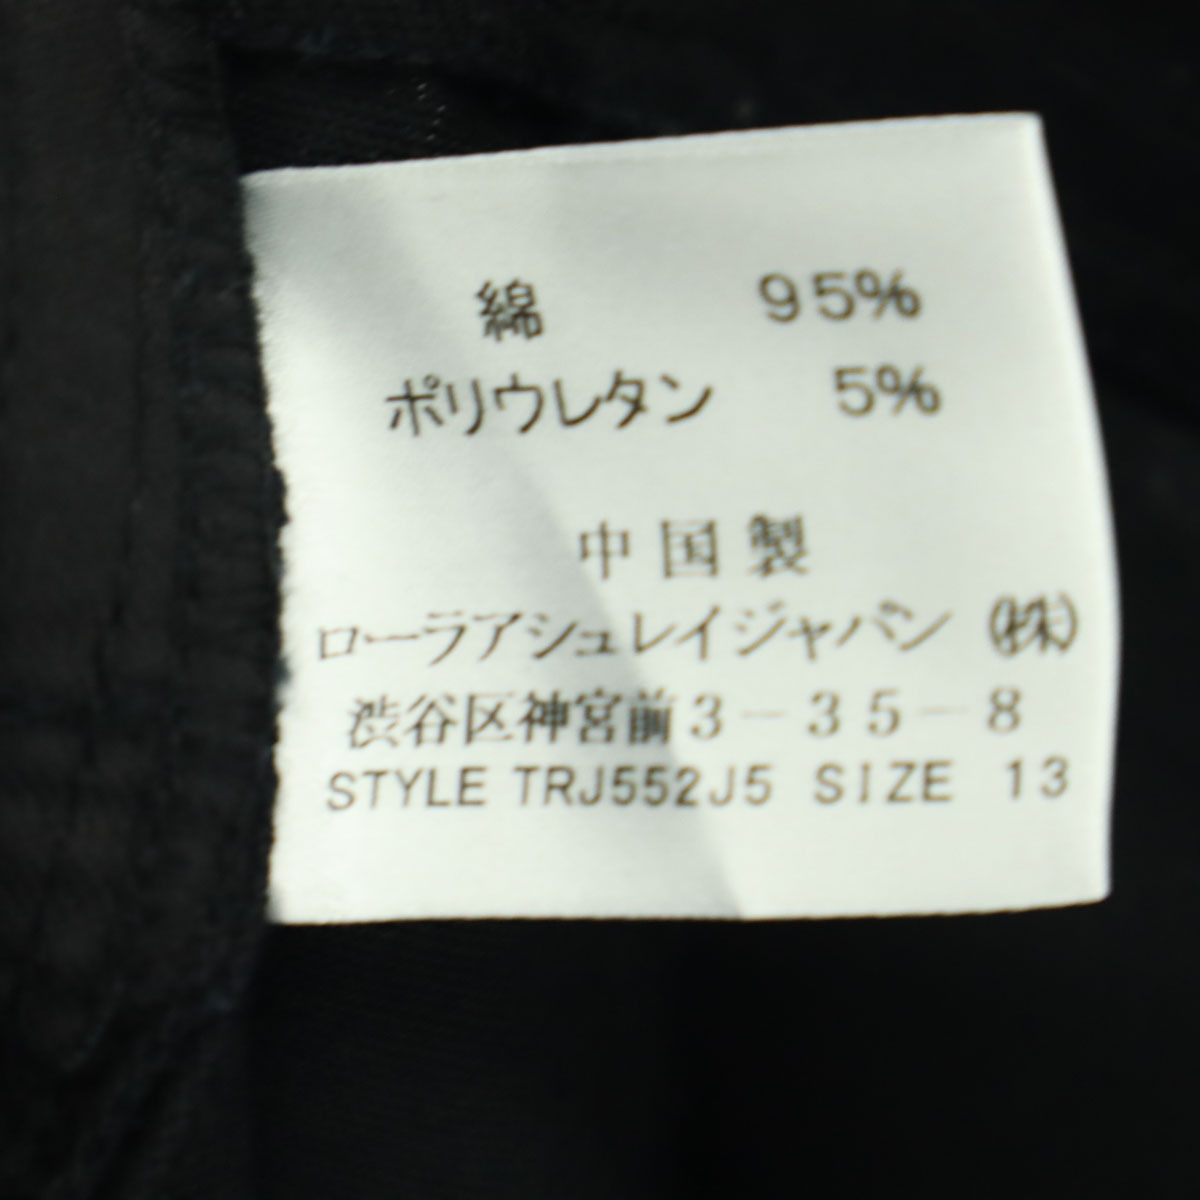 綿 95%
ポリウレタン 5%
中国製
ローラアシュレイジャパン ㈱
渋谷区神宮前3-35-8
STYLE TRJ552J5 SIZE 13